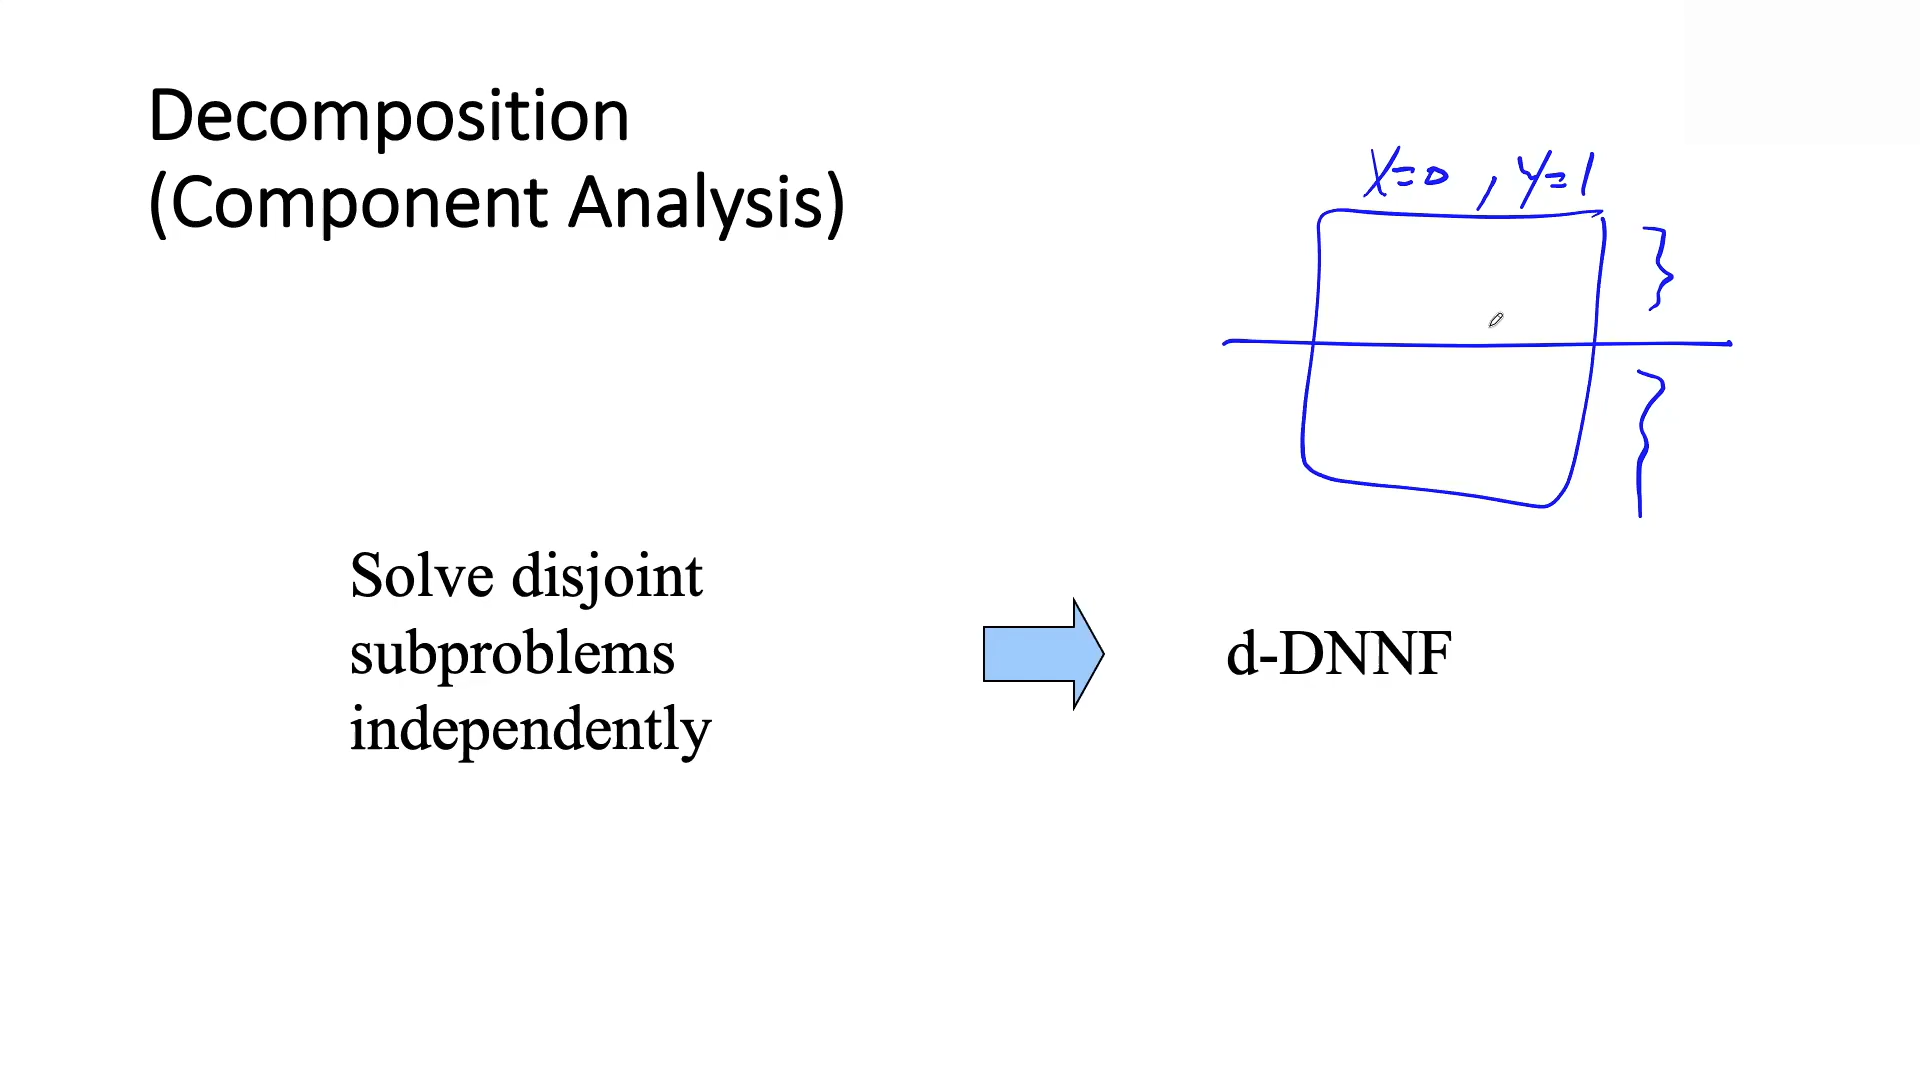 Decomposition
(Component Analysis)
X=0 , Y=1
Solve disjoint
subproblems
independently
d-DNNF